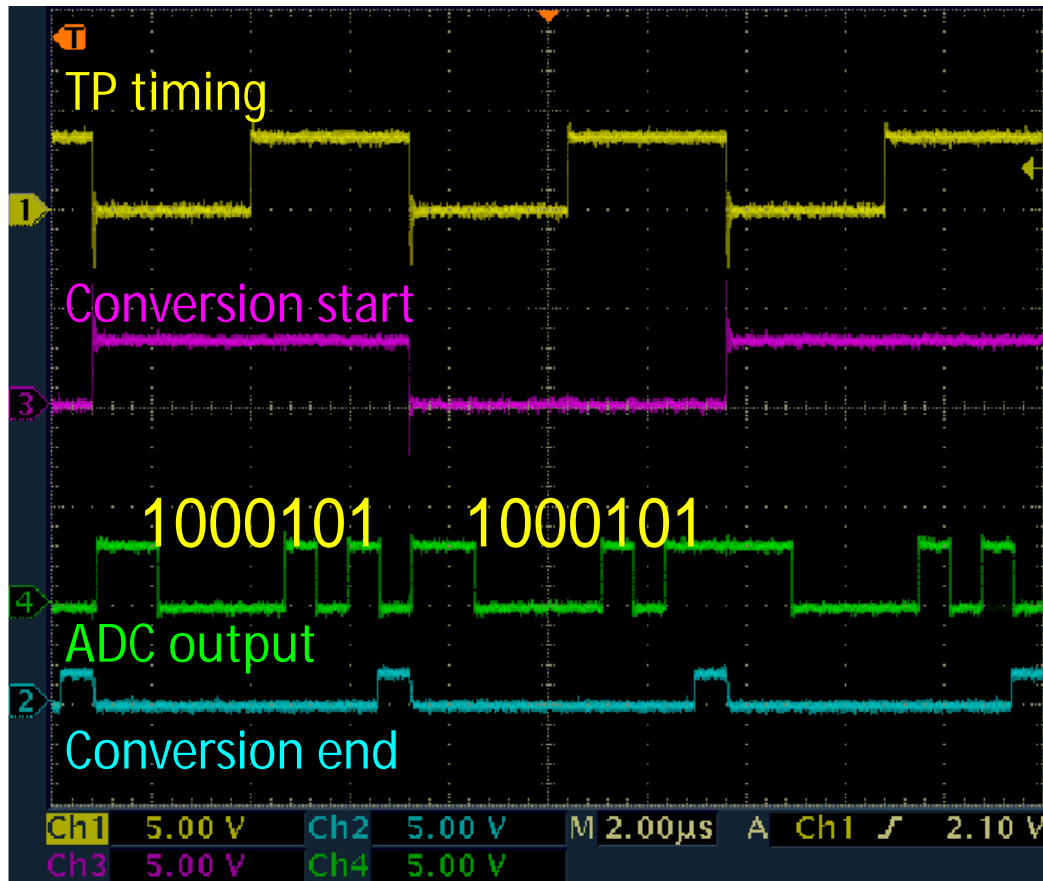 T
TP timing
1
Conversion start
3
1000101 1000101
4
ADC output
2
Conversion end
Ch1 5.00 V Ch2 5.00 V M 2.00µs A Ch1 2.10 V
Ch3 5.00 V Ch4 5.00 V